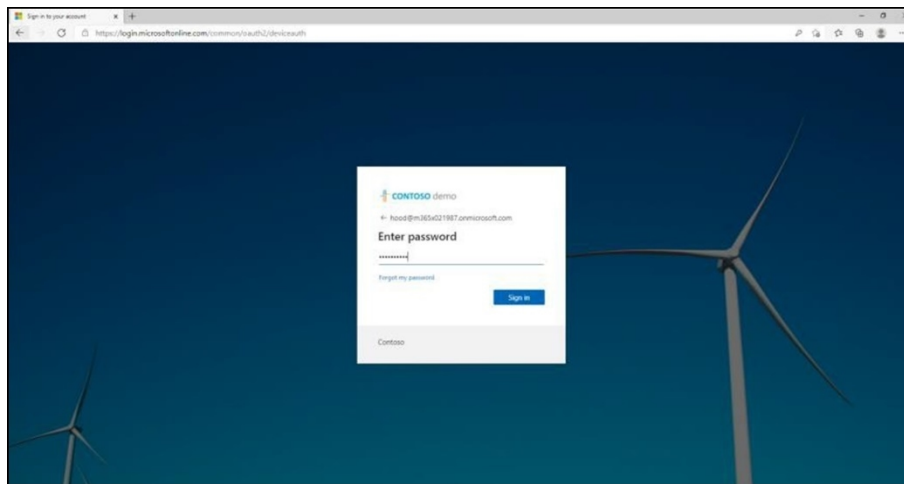 Sign in to your account
https://login.microsoftonline.com/common/oauth2/deviceauth
CONTOSO demo
hood@m365x021987.onmicrosoft.com
Enter password
Forgot my password
Sign in
Contoso